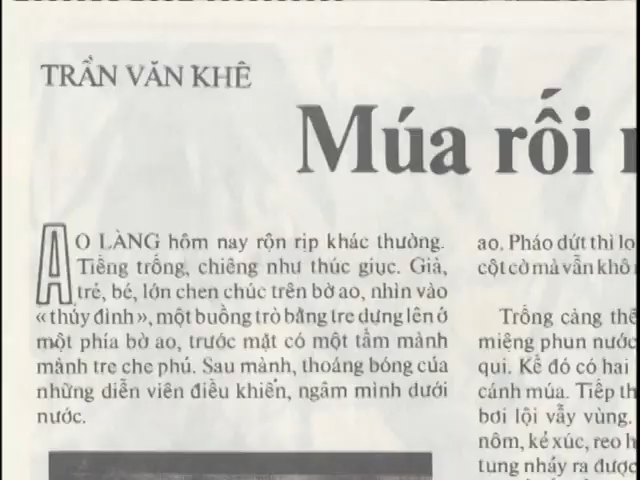 TRẦN VĂN KHÊ
Múa rối
AO LÀNG hôm nay rộn rịp khác thường.
Tiếng trống, chiêng như thúc giục. Già,
trẻ, bé, lớn chen chúc trên bờ ao, nhìn vào
« thủy đình », một buồng trò bằng tre dựng lên ở
một phía bờ ao, trước mặt có một tấm mành
mành tre che phủ. Sau mành, thoáng bóng của
những diễn viên điều khiển, ngâm mình dưới
nước.
ao. Pháo dứt thì lo
cột cờ mà vẫn khô
Trống càng thê
miệng phun nước
qui. Kế đó có hai
cánh múa. Tiếp th
bơi lội vẫy vùng.
nôm, kẻ xúc, reo h
tung nhảy ra được